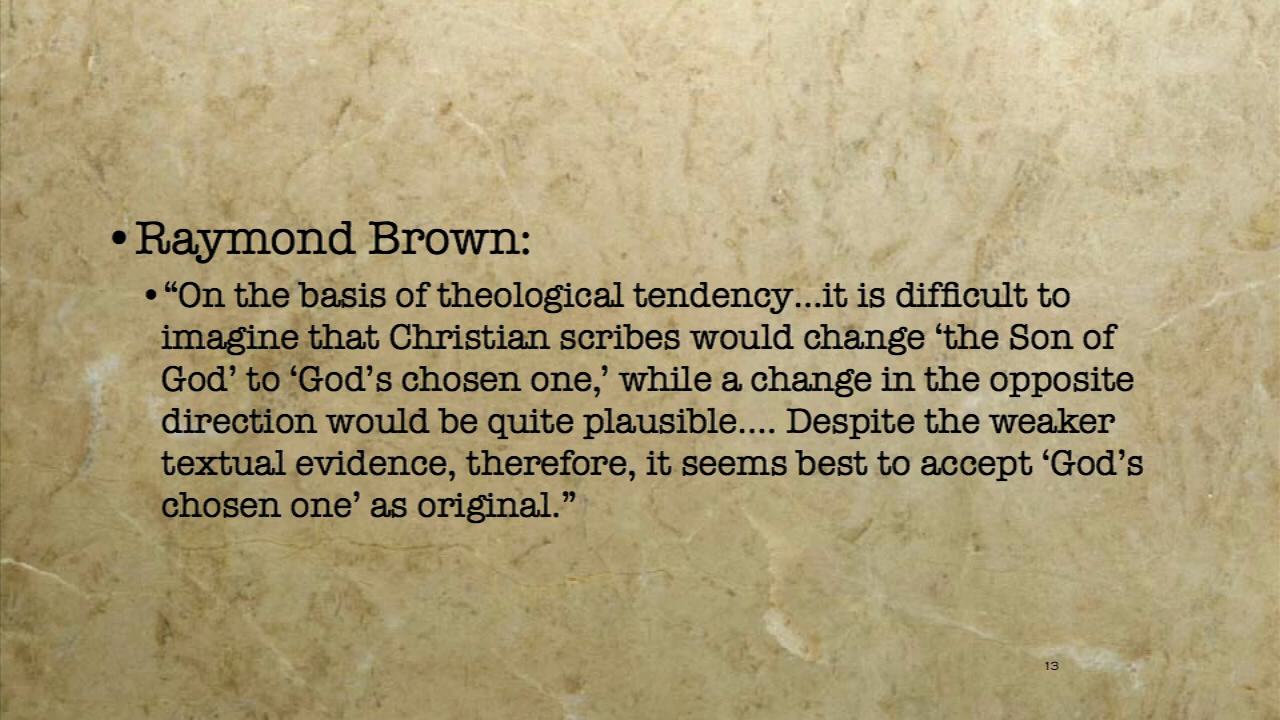 •Raymond Brown:
•“On the basis of theological tendency...it is difficult to
imagine that Christian scribes would change ‘the Son of
God’ to ‘God’s chosen one,’ while a change in the opposite
direction would be quite plausible.... Despite the weaker
textual evidence, therefore, it seems best to accept ‘God’s
chosen one’ as original.”
13